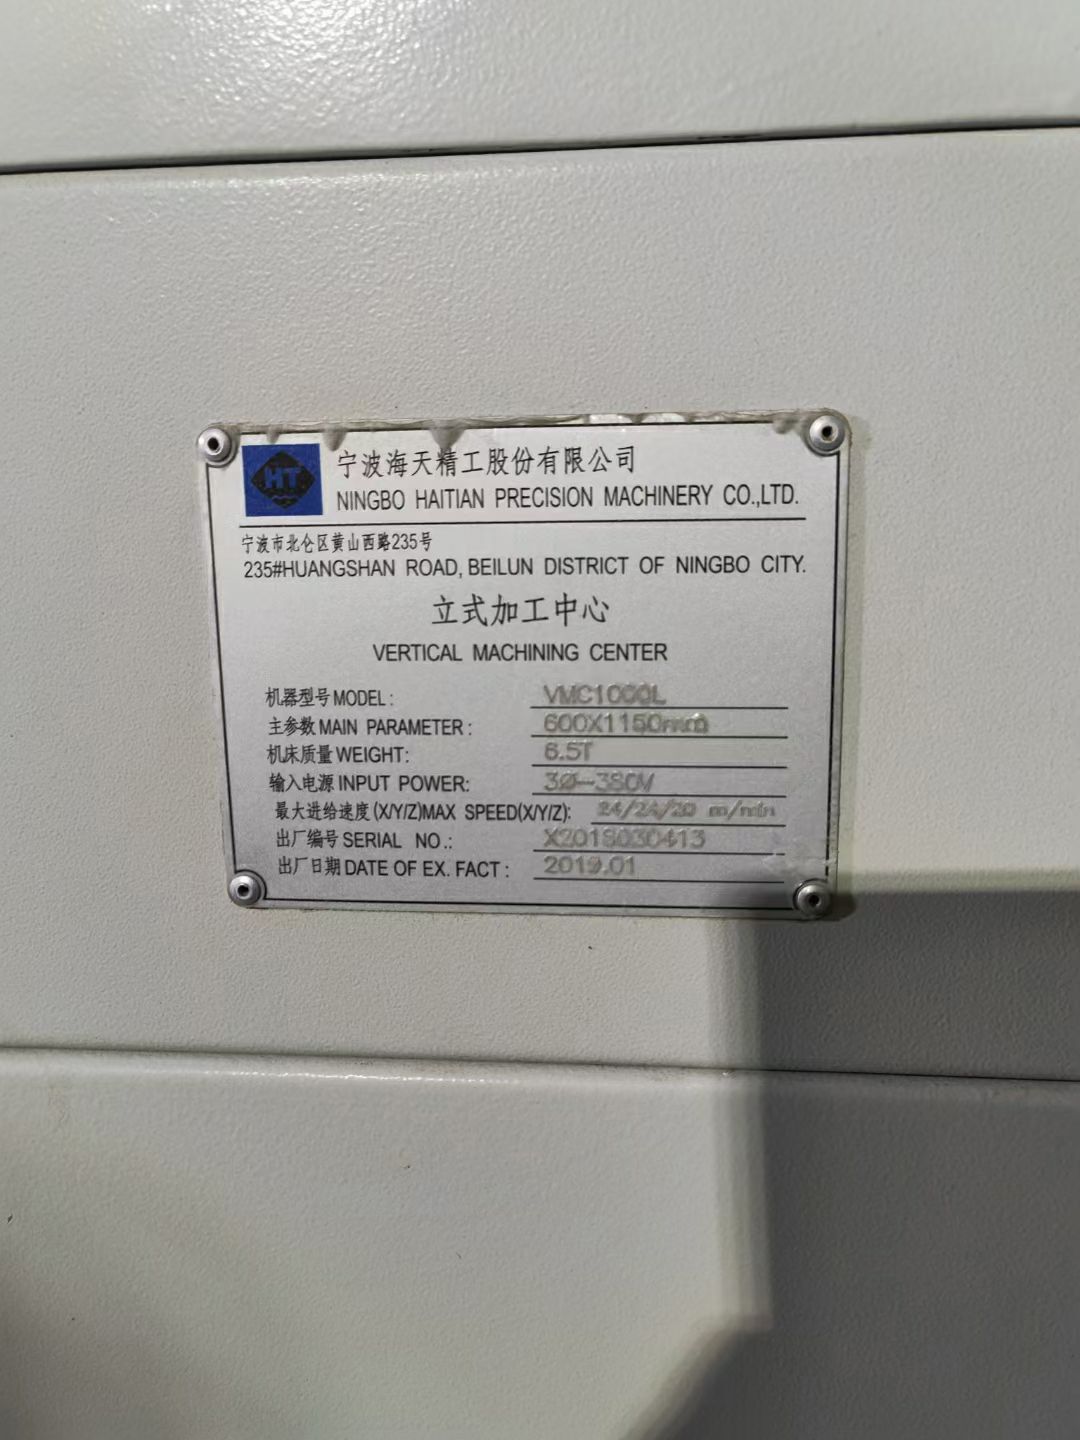 HT
宁波海天精工股份有限公司
NINGBO HAITIAN PRECISION MACHINERY CO.,LTD.
宁波市北仑区黄山西路235号
235#HUANGSHAN ROAD, BEILUN DISTRICT OF NINGBO CITY.
立式加工中心
VERTICAL MACHINING CENTER
机器型号 MODEL: VMC1000L
主参数 MAIN PARAMETER: 600X1150mm
机床质量 WEIGHT: 6.5T
输入电源 INPUT POWER: 3Ø-380V
最大进给速度(X/Y/Z)MAX SPEED(X/Y/Z): 24/24/20 m/min
出厂编号 SERIAL NO.: X2018030413
出厂日期 DATE OF EX. FACT: 2019.01